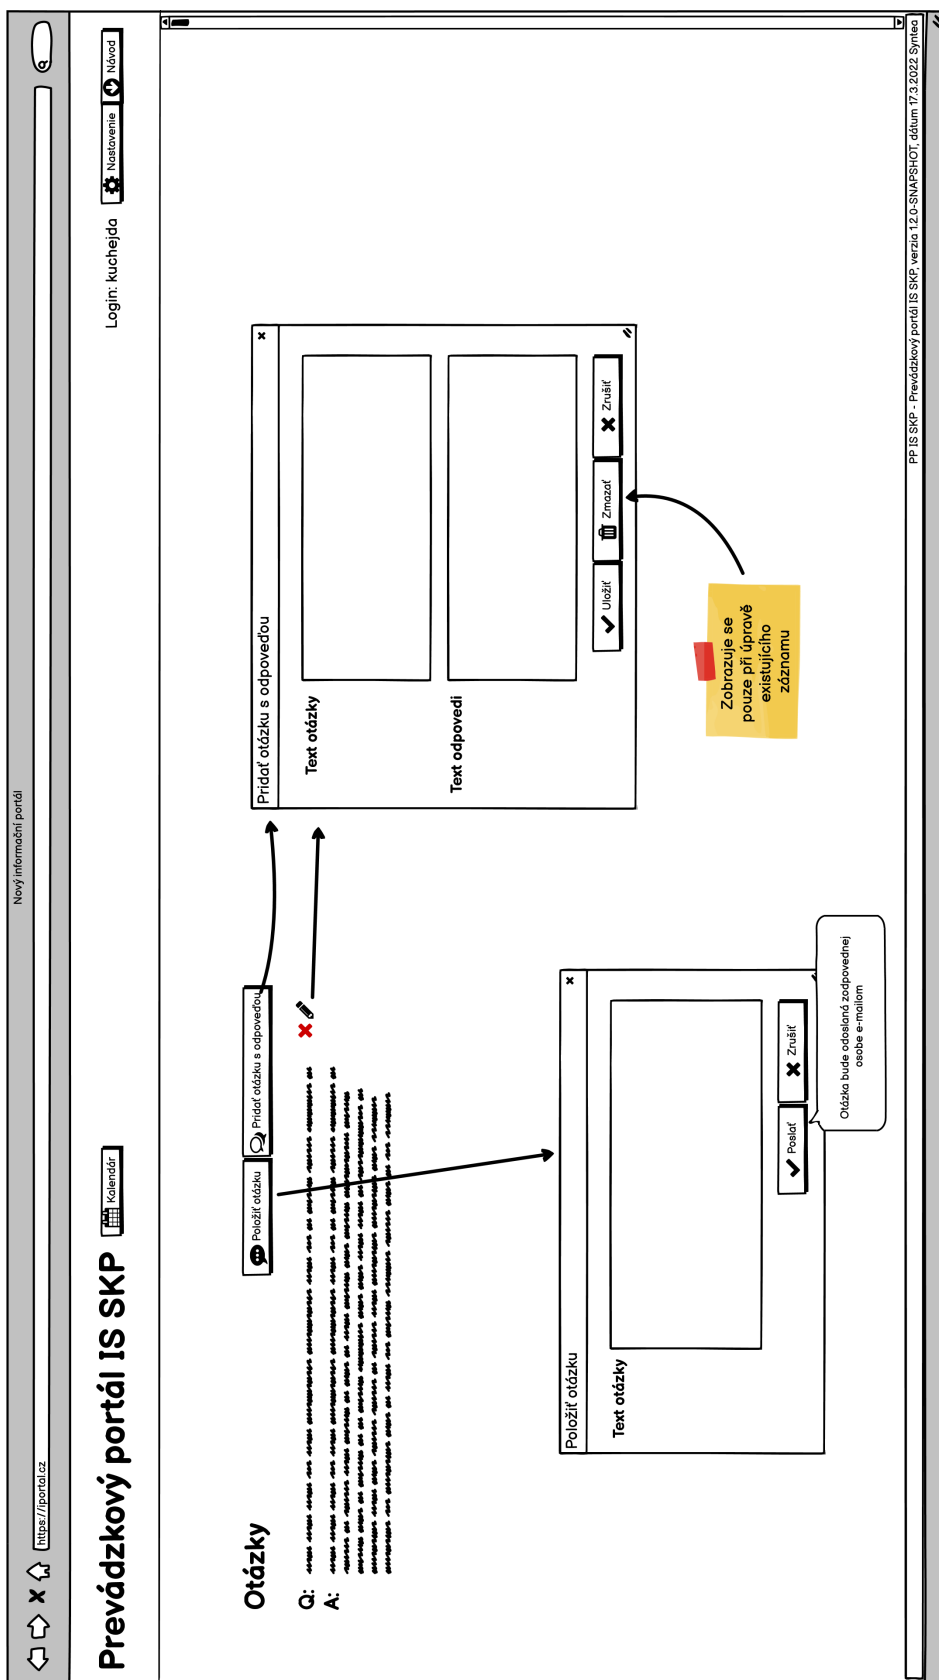 Nový informační portál
https://iportal.cz
Prevádzkový portál IS SKP
Kalendár
Login: kuchejda
Nastavenie
Návod
Otázky
Položiť otázku
Pridať otázku s odpoveďou
Q:
A:
Pridať otázku s odpoveďou
Text otázky
Text odpovedi
Uložiť
Zmazať
Zrušiť
Zobrazuje se
pouze při úpravě
existujícího
záznamu
Položiť otázku
Text otázky
Poslať
Zrušiť
Otázka bude odoslaná zodpovednej
osobe e-mailom
PP IS SKP - Prevádzkový portál IS SKP, verzia 1.2.0-SNAPSHOT, dátum 17.3.2022 Syntea